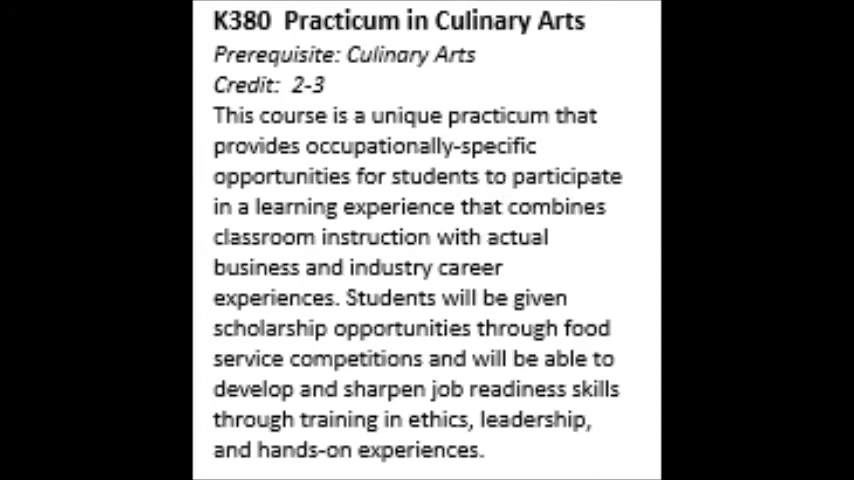 K380 Practicum in Culinary Arts
Prerequisite: Culinary Arts
Credit: 2-3
This course is a unique practicum that
provides occupationally-specific
opportunities for students to participate
in a learning experience that combines
classroom instruction with actual
business and industry career
experiences. Students will be given
scholarship opportunities through food
service competitions and will be able to
develop and sharpen job readiness skills
through training in ethics, leadership,
and hands-on experiences.